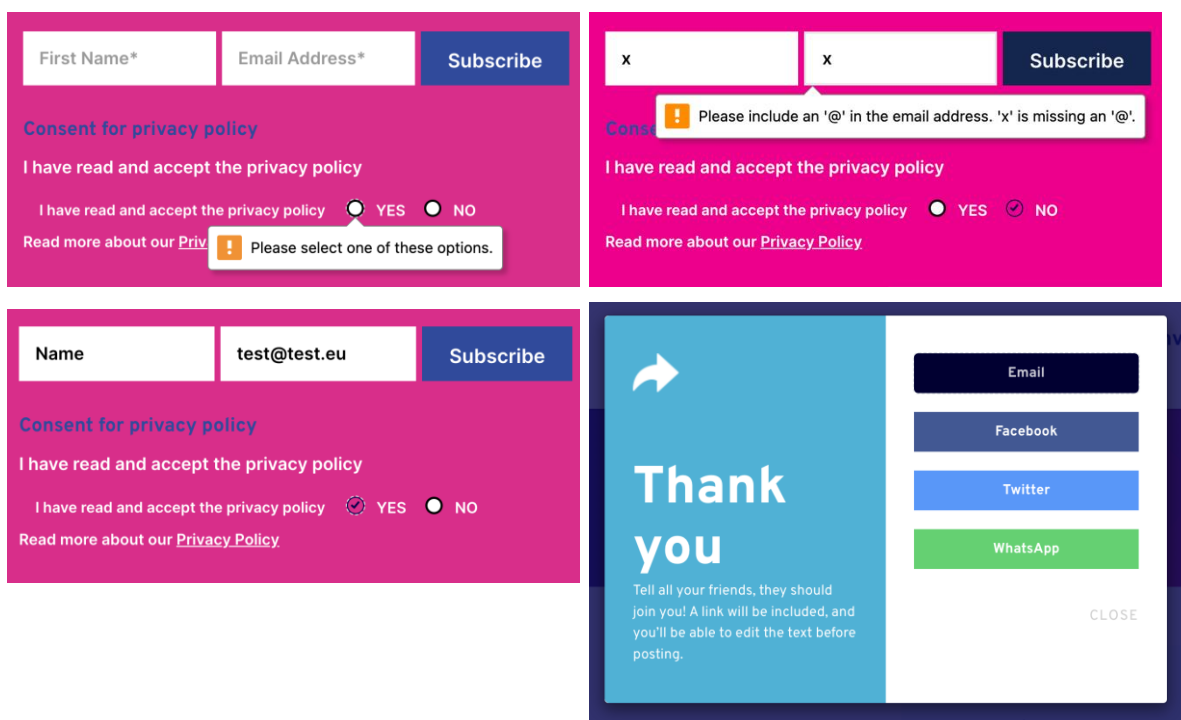 First Name*
Email Address*
Subscribe
Consent for privacy policy
I have read and accept the privacy policy
I have read and accept the privacy policy YES NO
Read more about our Priv
Please select one of these options.
x
x
Subscribe
Please include an '@' in the email address. 'x' is missing an '@'.
Conse
I have read and accept the privacy policy
I have read and accept the privacy policy YES NO
Read more about our Privacy Policy
Name
test@test.eu
Subscribe
Consent for privacy policy
I have read and accept the privacy policy
I have read and accept the privacy policy YES NO
Read more about our Privacy Policy
Thank
you
Tell all your friends, they should
join you! A link will be included, and
you'll be able to edit the text before
posting.
Email
Facebook
Twitter
WhatsApp
CLOSE